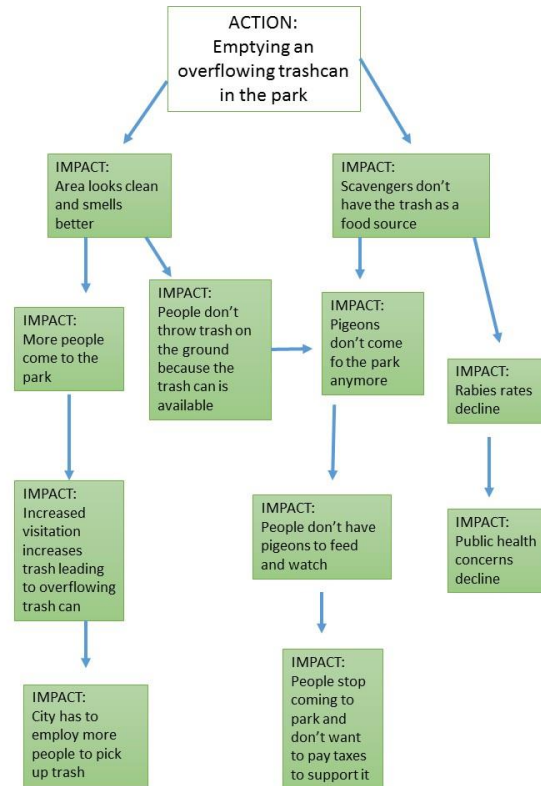 ACTION:
Emptying an
overflowing trashcan
in the park
IMPACT:
Area looks clean
and smells
better
IMPACT:
Scavengers don't
have the trash as a
food source
IMPACT:
More people
come to the
park
IMPACT:
People don't
throw trash on
the ground
because the
trash can is
available
IMPACT:
Pigeons
don't come
fo the park
anymore
IMPACT:
Rabies rates
decline
IMPACT:
Increased
visitation
increases
trash leading
to overflowing
trash can
IMPACT:
People don't have
pigeons to feed
and watch
IMPACT:
Public health
concerns
decline
IMPACT:
City has to
employ more
people to pick
up trash
IMPACT:
People stop
coming to
park and
don't want
to pay taxes
to support it